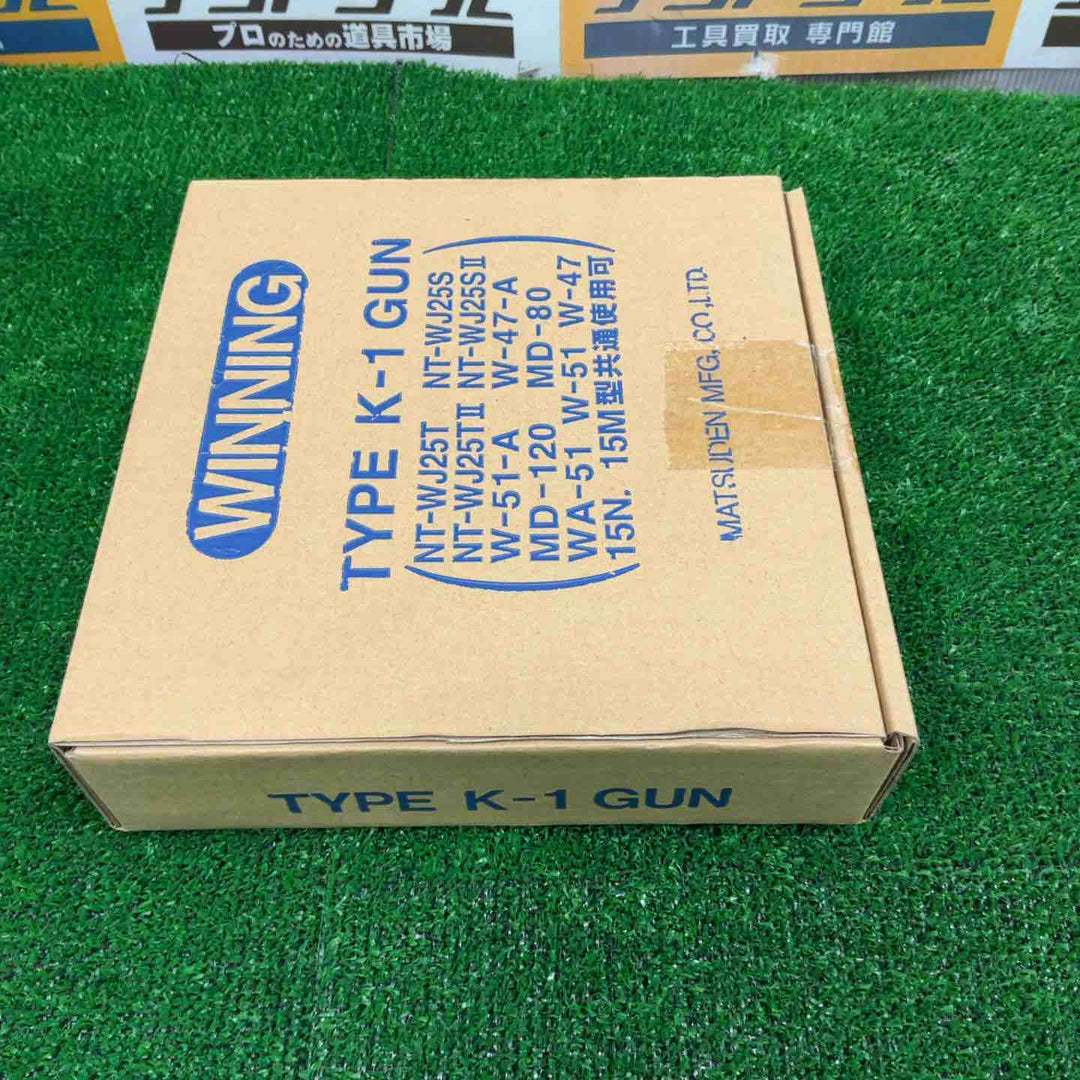 プロのための道具市場
工具買取 専門館
WINNING
TYPE K-1 GUN
NT-WJ25T NT-WJ25S
NT-WJ25TⅡ NT-WJ25SⅡ
W-51-A W-47-A
MD-120 MD-80
WA-51 W-51 W-47
15N. 15M型共通使用可
MATSUDEN MFG, CO.,LTD.
TYPE K-1 GUN